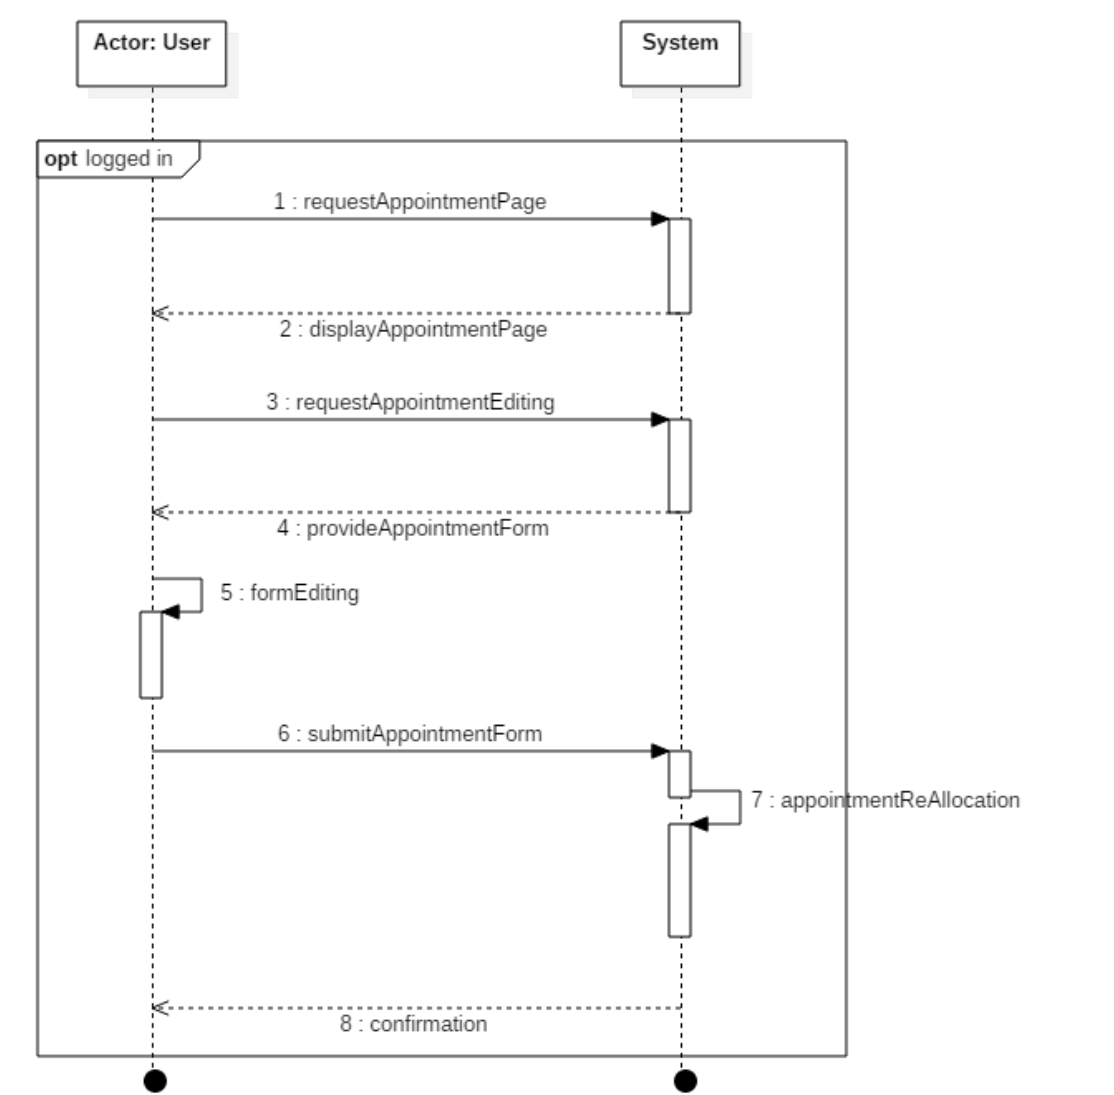 Actor: User
System
opt logged in
1 : requestAppointmentPage
2 : displayAppointmentPage
3 : requestAppointmentEditing
4 : provideAppointmentForm
5 : formEditing
6 : submitAppointmentForm
7 : appointmentReAllocation
8 : confirmation